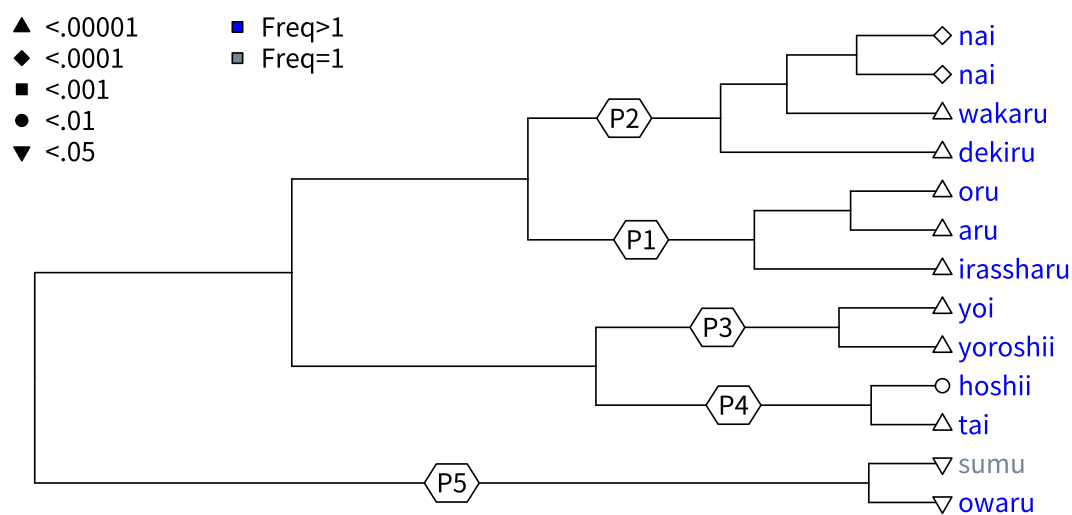 <.00001
<.0001
<.001
<.01
<.05
Freq>1
Freq=1
nai
nai
wakaru
dekiru
oru
aru
irassharu
yoi
yoroshii
hoshii
tai
sumu
owaru
P2
P1
P3
P4
P5